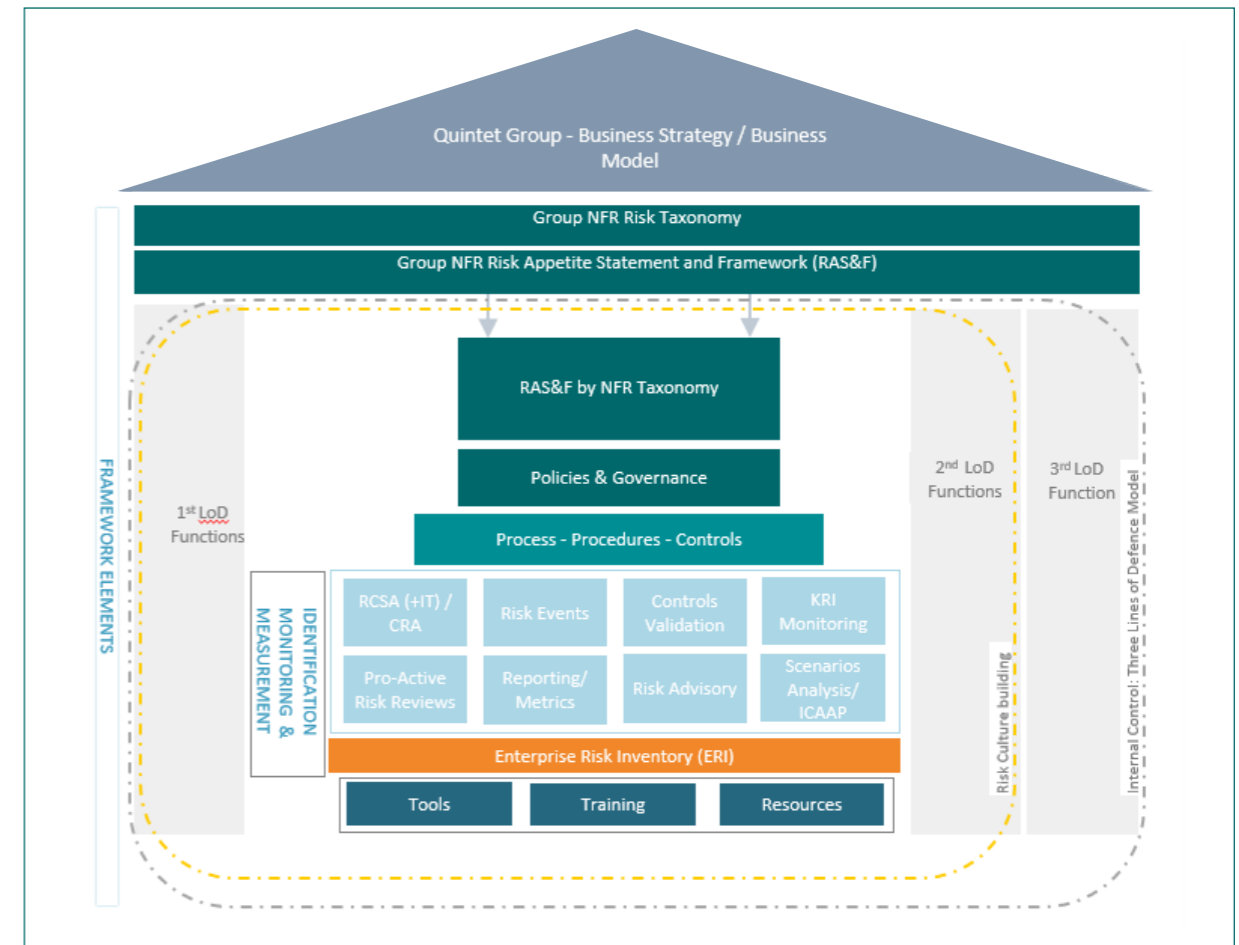 Quintet Group - Business Strategy / Business
Model
Group NFR Risk Taxonomy
Group NFR Risk Appetite Statement and Framework (RAS&F)
RAS&F by NFR Taxonomy
Policies & Governance
Process - Procedures - Controls
FRAMEWORK ELEMENTS
1st LoD
Functions
2nd LoD
Functions
3rd LoD
Function
IDENTIFICATION
MONITORING &
MEASUREMENT
RCSA (+IT) /
CRA
Risk Events
Controls
Validation
KRI
Monitoring
Pro-Active
Risk Reviews
Reporting/
Metrics
Risk Advisory
Scenarios
Analysis/
ICAAP
Enterprise Risk Inventory (ERI)
Tools
Training
Resources
Risk Culture building
Internal Control: Three Lines of Defence Model